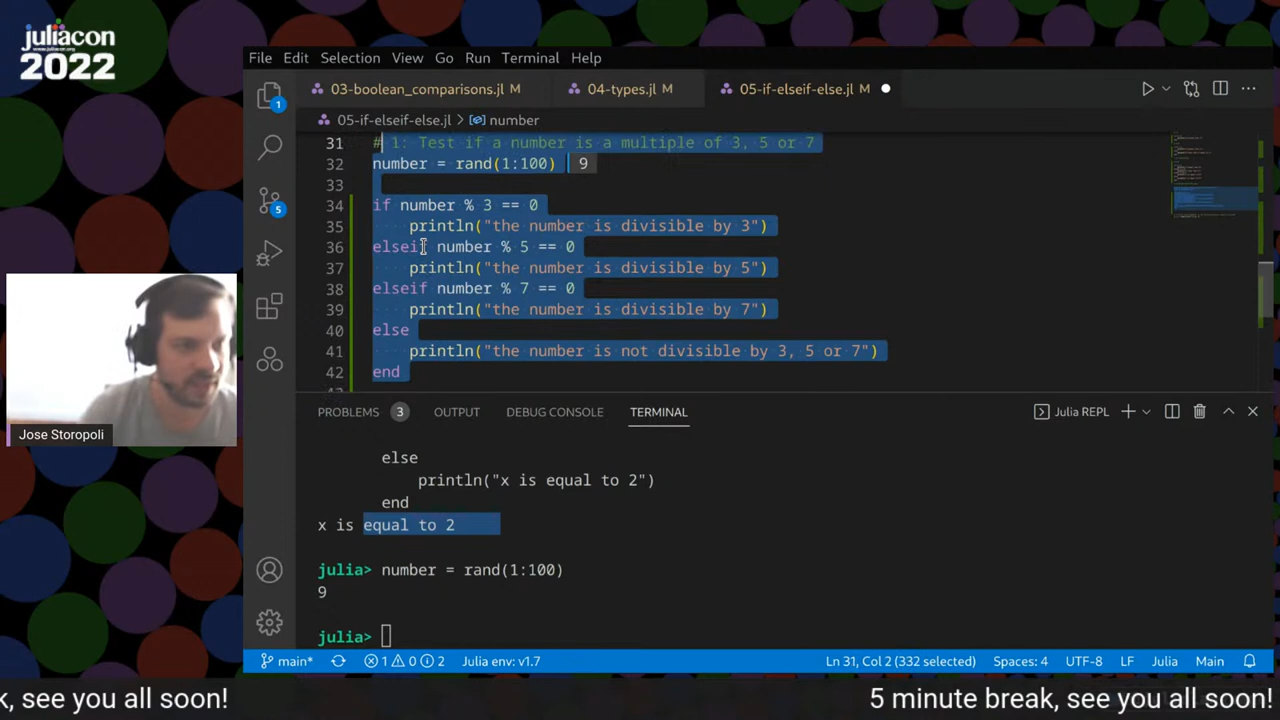 juliacon
www.juliacon.org
2022
File Edit Selection View Go Run Terminal Help
1
03-boolean_comparisons.jl M
04-types.jl M
05-if-elseif-else.jl M
05-if-elseif-else.jl > number
31 # 1: Test if a number is a multiple of 3, 5 or 7
32 number = rand(1:100) 9
33
34 if number % 3 == 0
35 println("the number is divisible by 3")
36 elseif number % 5 == 0
37 println("the number is divisible by 5")
38 elseif number % 7 == 0
39 println("the number is divisible by 7")
40 else
41 println("the number is not divisible by 3, 5 or 7")
42 end
5
Jose Storopoli
PROBLEMS 3 OUTPUT DEBUG CONSOLE TERMINAL Julia REPL
else
println("x is equal to 2")
end
x is equal to 2
julia> number = rand(1:100)
9
julia>
main* 1 0 2 Julia env: v1.7 Ln 31, Col 2 (332 selected) Spaces: 4 UTF-8 LF Julia Main
k, see you all soon! 5 minute break, see you all soon!